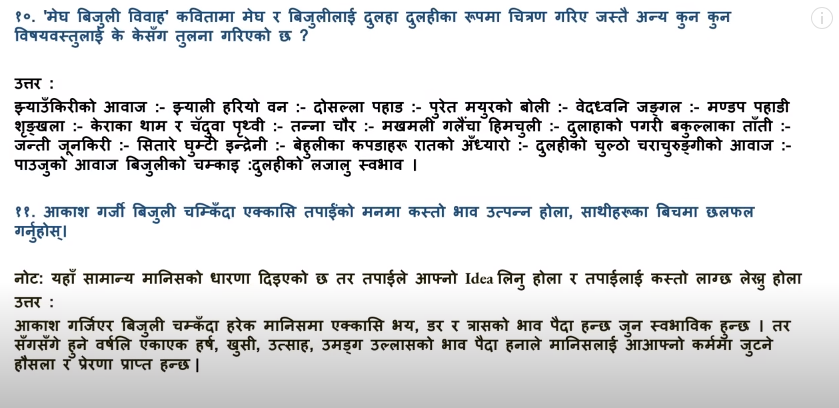 १०. 'मेघ बिजुली विवाह' कवितामा मेघ र बिजुलीलाई दुलहा दुलहीका रूपमा चित्रण गरिए जस्तै अन्य कुन कुन
विषयवस्तुलाई के केसँग तुलना गरिएको छ ?
उत्तर :
झ्याउँकिरीको आवाज :- झ्याली हरियो वन :- दोसल्ला पहाड :- पुरेत मयुरको बोली :- वेदध्वनि जङ्गल :- मण्डप पहाडी
शृङ्खला :- केराका थाम र चँदुवा पृथ्वी :- तन्ना चौर :- मखमली गलैंचा हिमचुली :- दुलाहाको पगरी बकुल्लाका ताँती :-
जन्ती जूनकिरी :- सितारे घुम्टी इन्द्रेनी :- बेहुलीका कपडाहरू रातको अँध्यारो :- दुलहीको चुल्ठो चराचुरुङ्गीको आवाज :-
पाउजुको आवाज बिजुलीको चम्काइ :दुलहीको लजालु स्वभाव ।
११. आकाश गर्जी बिजुली चम्किँदा एक्कासि तपाईंको मनमा कस्तो भाव उत्पन्न होला, साथीहरूका बिचमा छलफल
गर्नुहोस्।
नोट: यहाँ सामान्य मानिसको धारणा दिइएको छ तर तपाईले आफ्नो Idea लिनु होला र तपाईलाई कस्तो लाग्छ लेख्नु होला
उत्तर :
आकाश गर्जिएर बिजुली चम्कँदा हरेक मानिसमा एक्कासि भय, डर र त्रासको भाव पैदा हन्छ जुन स्वभाविक हुन्छ । तर
सँगसँगै हुने वर्षाले एकाएक हर्ष, खुसी, उत्साह, उमङ्ग उल्लासको भाव पैदा हनाले मानिसलाई आआफ्नो कर्ममा जुटने
हौसला र प्रेरणा प्राप्त हन्छ |